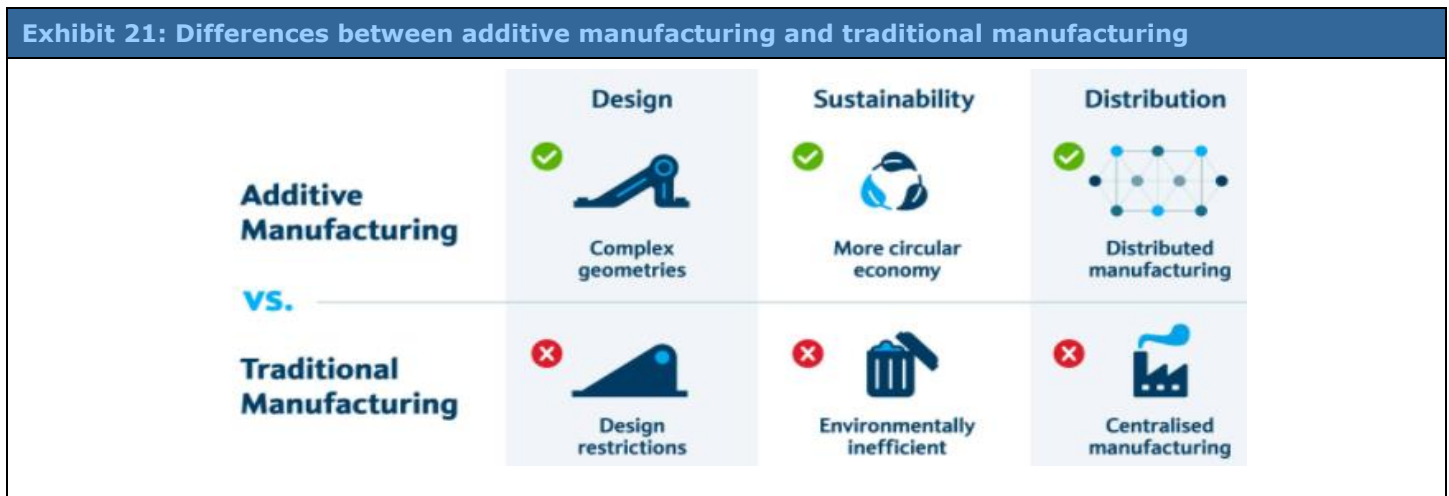 Exhibit 21: Differences between additive manufacturing and traditional manufacturing
Design
Sustainability
Distribution
Additive
Manufacturing
Complex
geometries
More circular
economy
Distributed
manufacturing
vs.
Traditional
Manufacturing
Design
restrictions
Environmentally
inefficient
Centralised
manufacturing